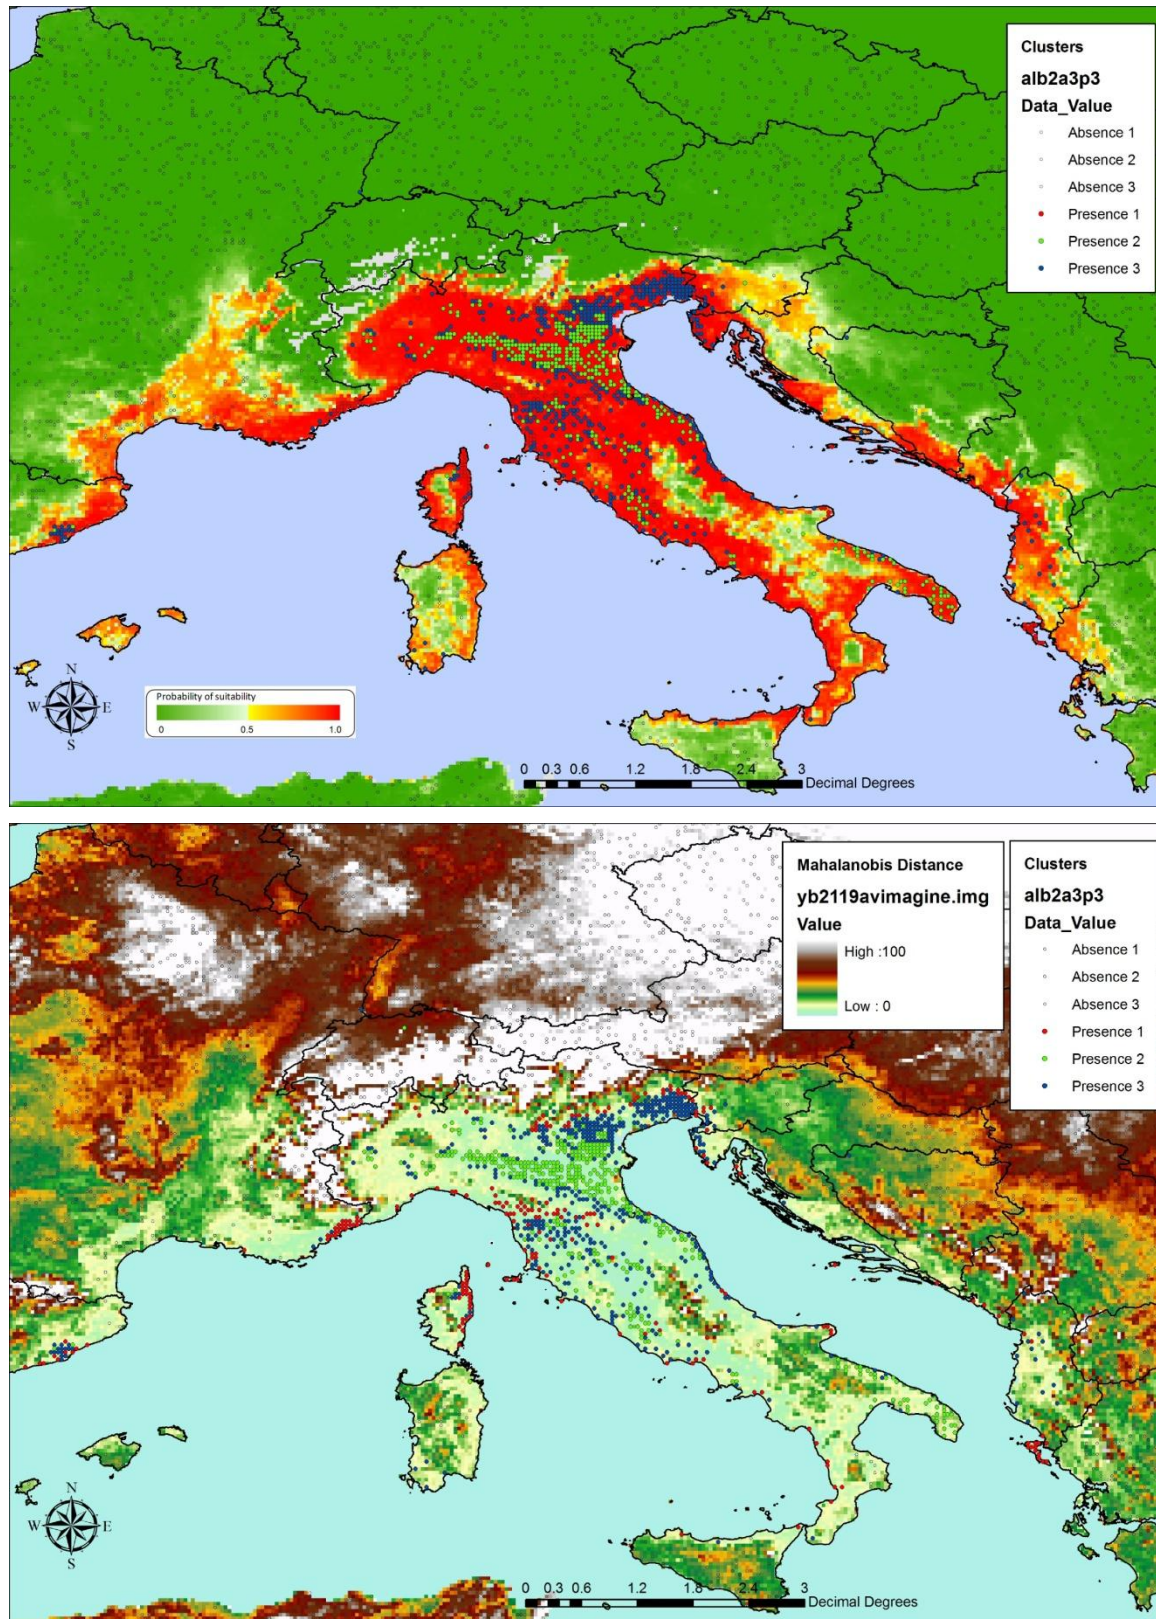 Clusters
alb2a3p3
Data_Value
Absence 1
Absence 2
Absence 3
Presence 1
Presence 2
Presence 3
N
W E
S
Probability of suitability
0 0.5 1.0
0 0.3 0.6 1.2 1.8 2.4 3
Decimal Degrees
Mahalanobis Distance
yb2119avimagine.img
Value
High :100
Low : 0
Clusters
alb2a3p3
Data_Value
Absence 1
Absence 2
Absence 3
Presence 1
Presence 2
Presence 3
N
W E
S
0 0.3 0.6 1.2 1.8 2.4 3
Decimal Degrees